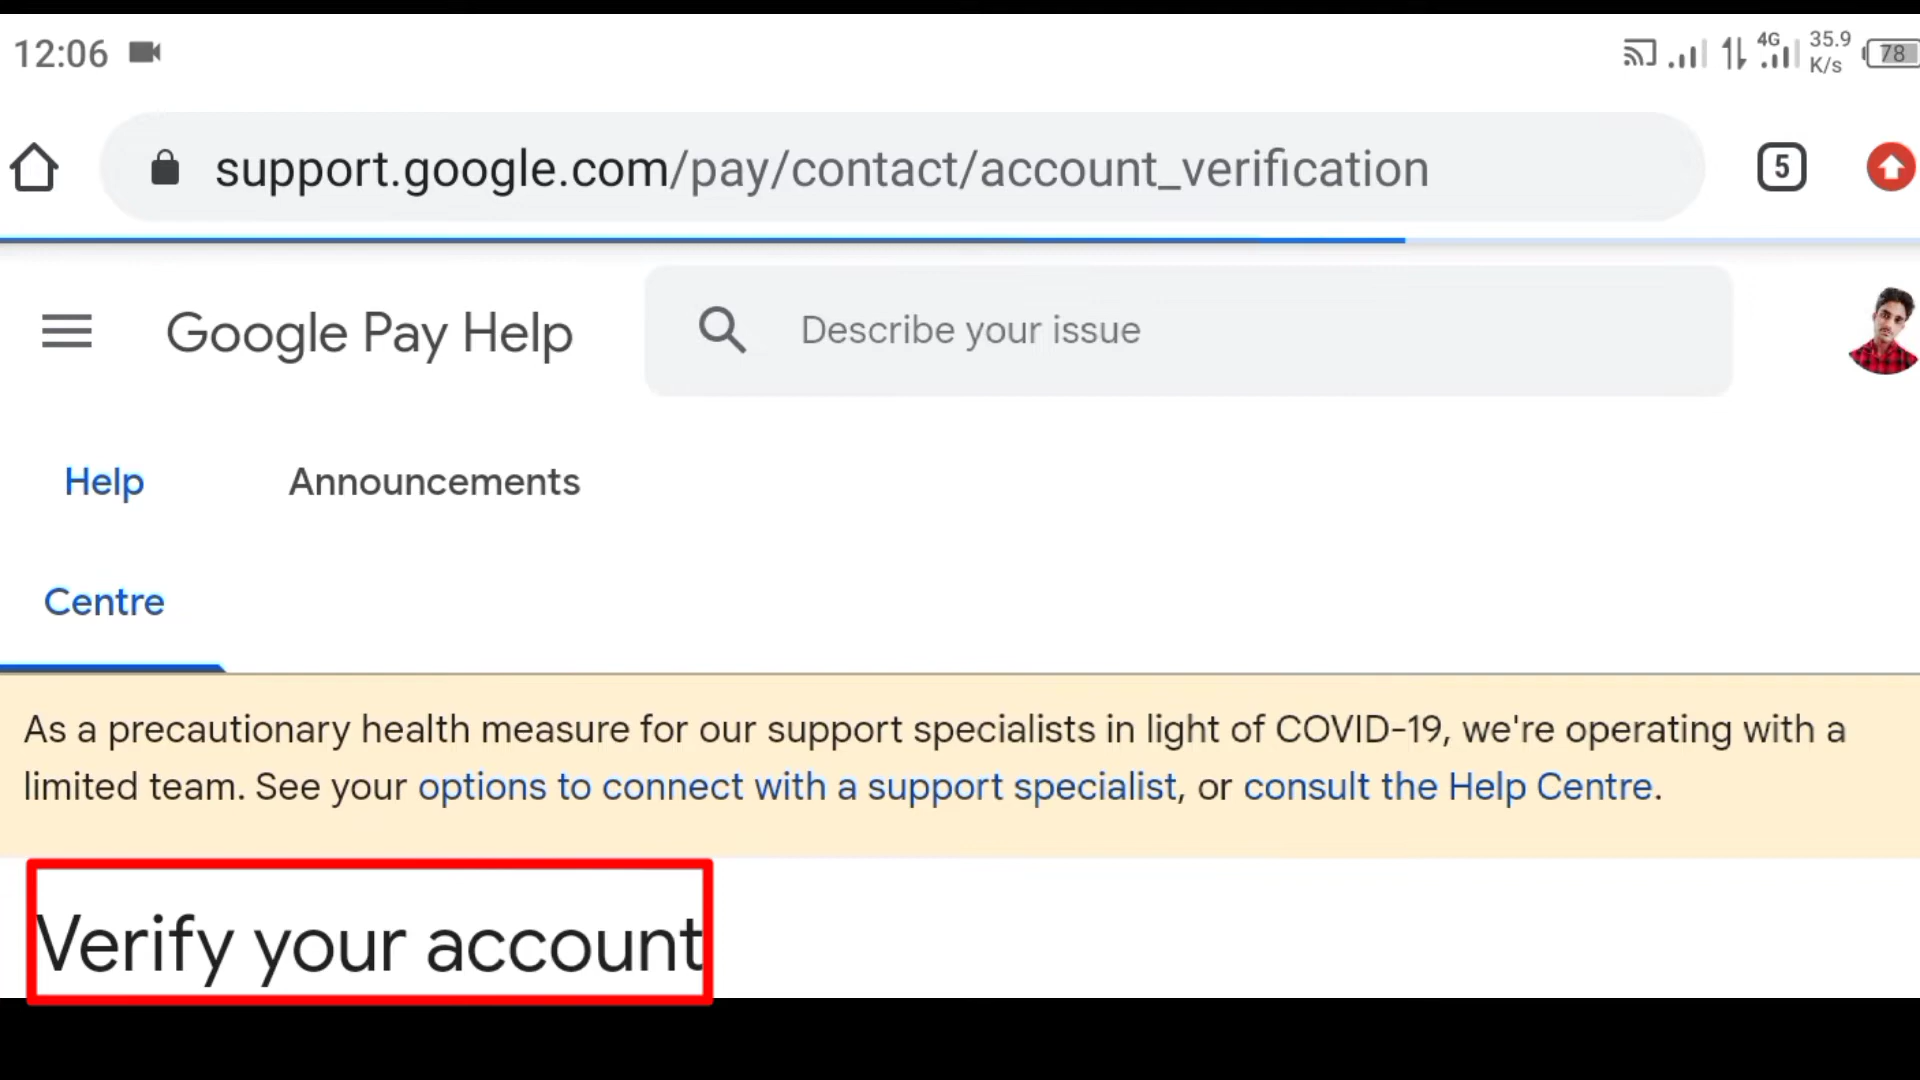 12:06
4G 35.9 K/s 78
support.google.com/pay/contact/account_verification
5
Google Pay Help
Describe your issue
Help Centre
Announcements
As a precautionary health measure for our support specialists in light of COVID-19, we're operating with a
limited team. See your options to connect with a support specialist, or consult the Help Centre.
Verify your account